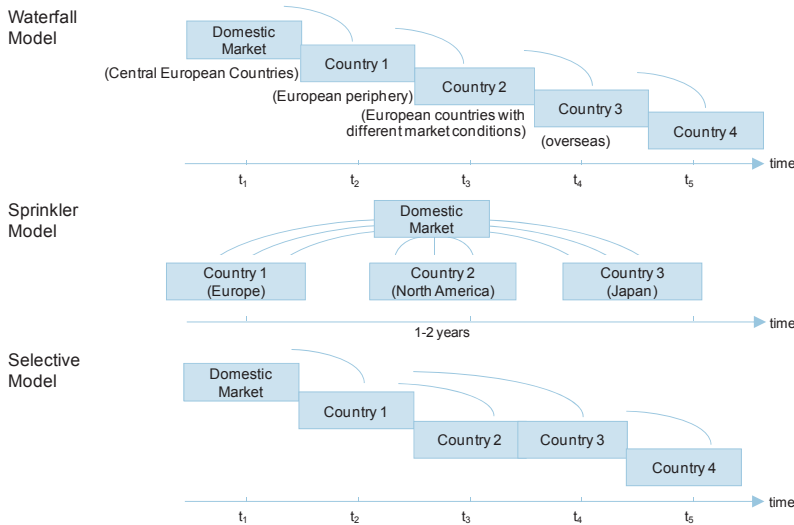 Waterfall
Model
Domestic
Market
(Central European Countries)
Country 1
(European periphery)
Country 2
(European countries with
different market conditions)
Country 3
(overseas)
Country 4
time
t1
t2
t3
t4
t5
Sprinkler
Model
Domestic
Market
Country 1
(Europe)
Country 2
(North America)
Country 3
(Japan)
time
1-2 years
Selective
Model
Domestic
Market
Country 1
Country 2
Country 3
Country 4
time
t1
t2
t3
t4
t5